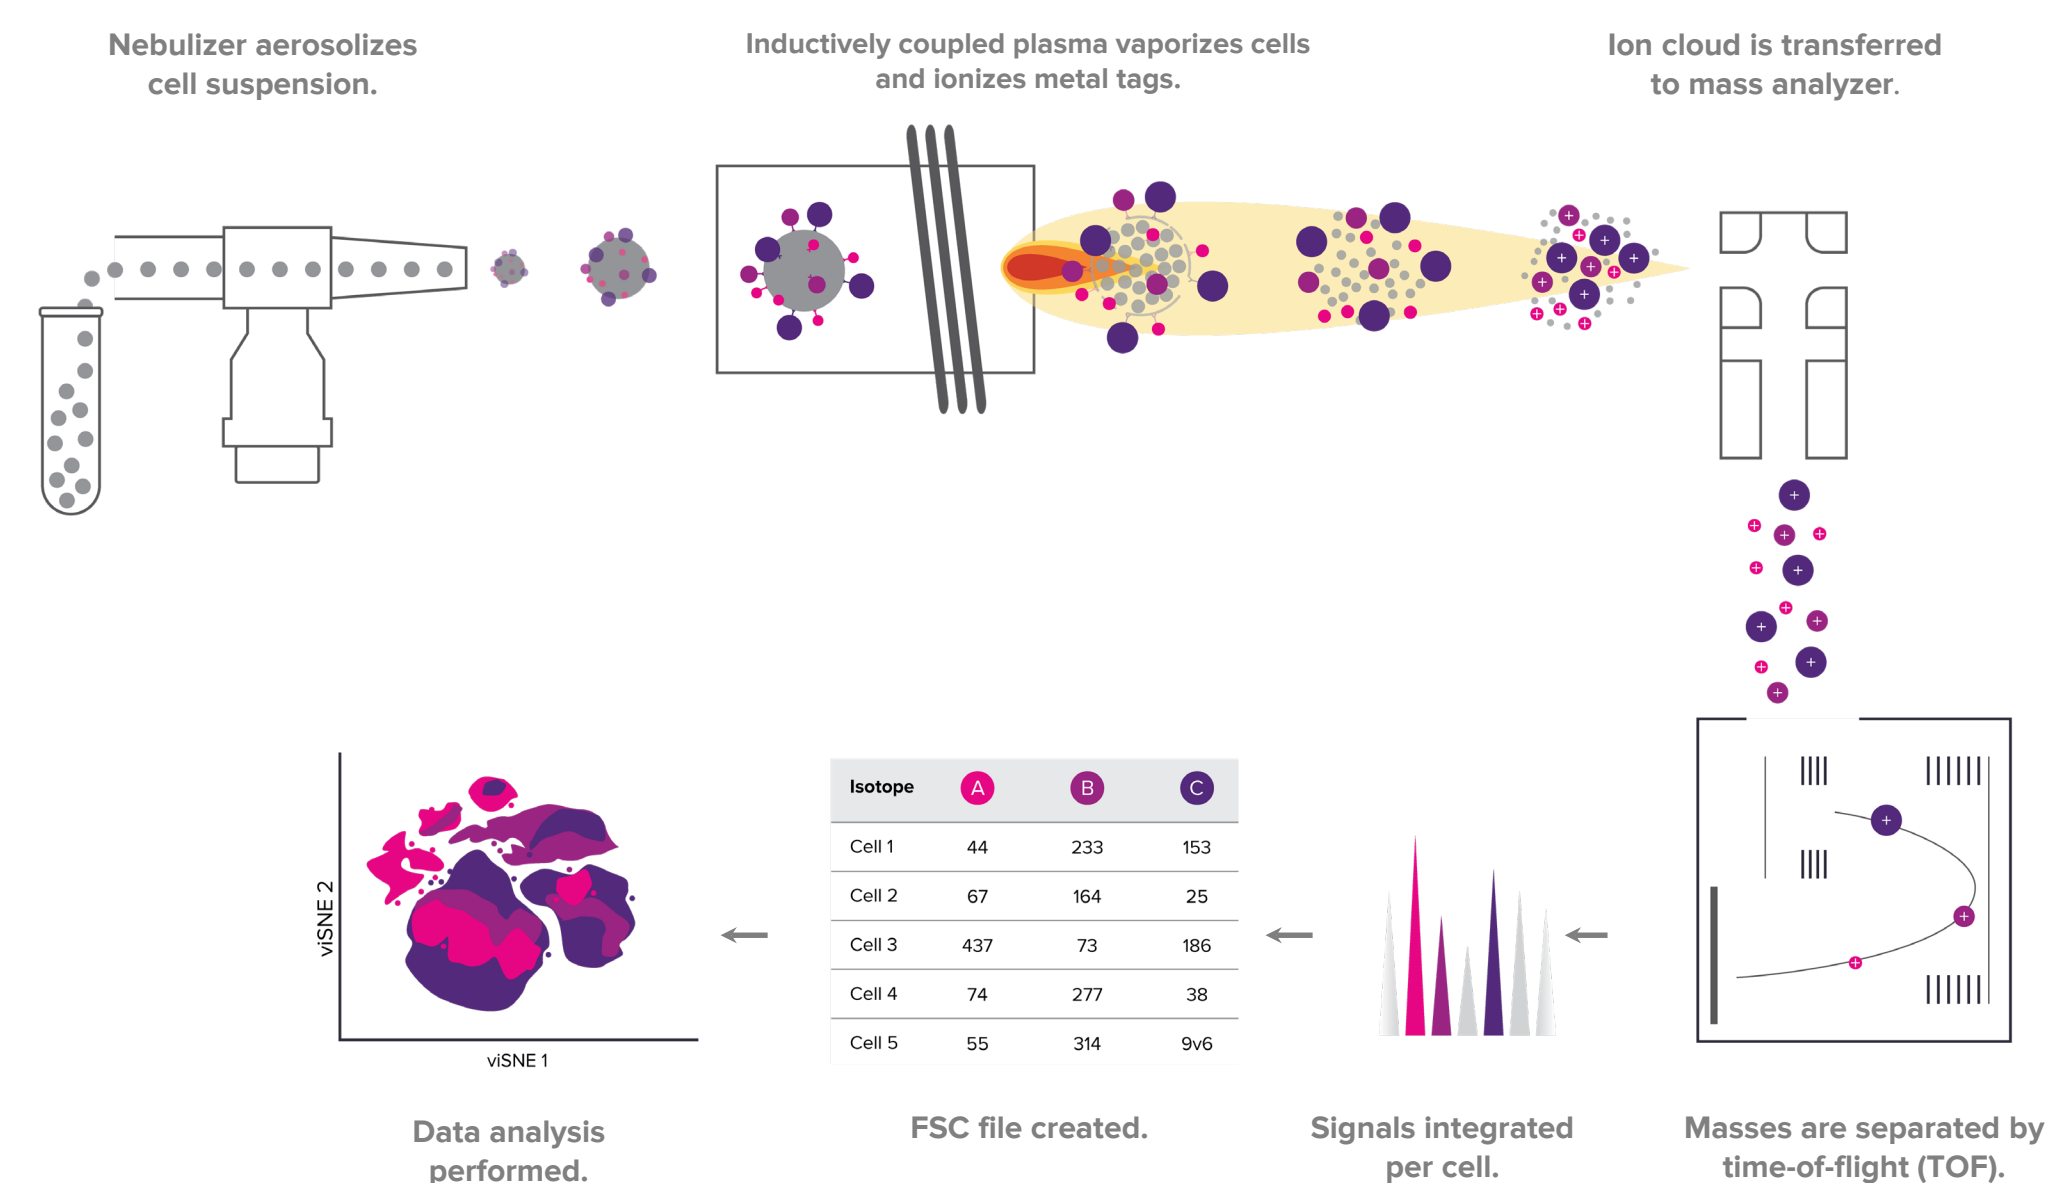 Nebulizer aerosolizes
cell suspension.
Inductively coupled plasma vaporizes cells
and ionizes metal tags.
Ion cloud is transferred
to mass analyzer.
viSNE 2
viSNE 1
Isotope A B C
Cell 1 44 233 153
Cell 2 67 164 25
Cell 3 437 73 186
Cell 4 74 277 38
Cell 5 55 314 9v6
Data analysis
performed.
FSC file created.
Signals integrated
per cell.
Masses are separated by
time-of-flight (TOF).